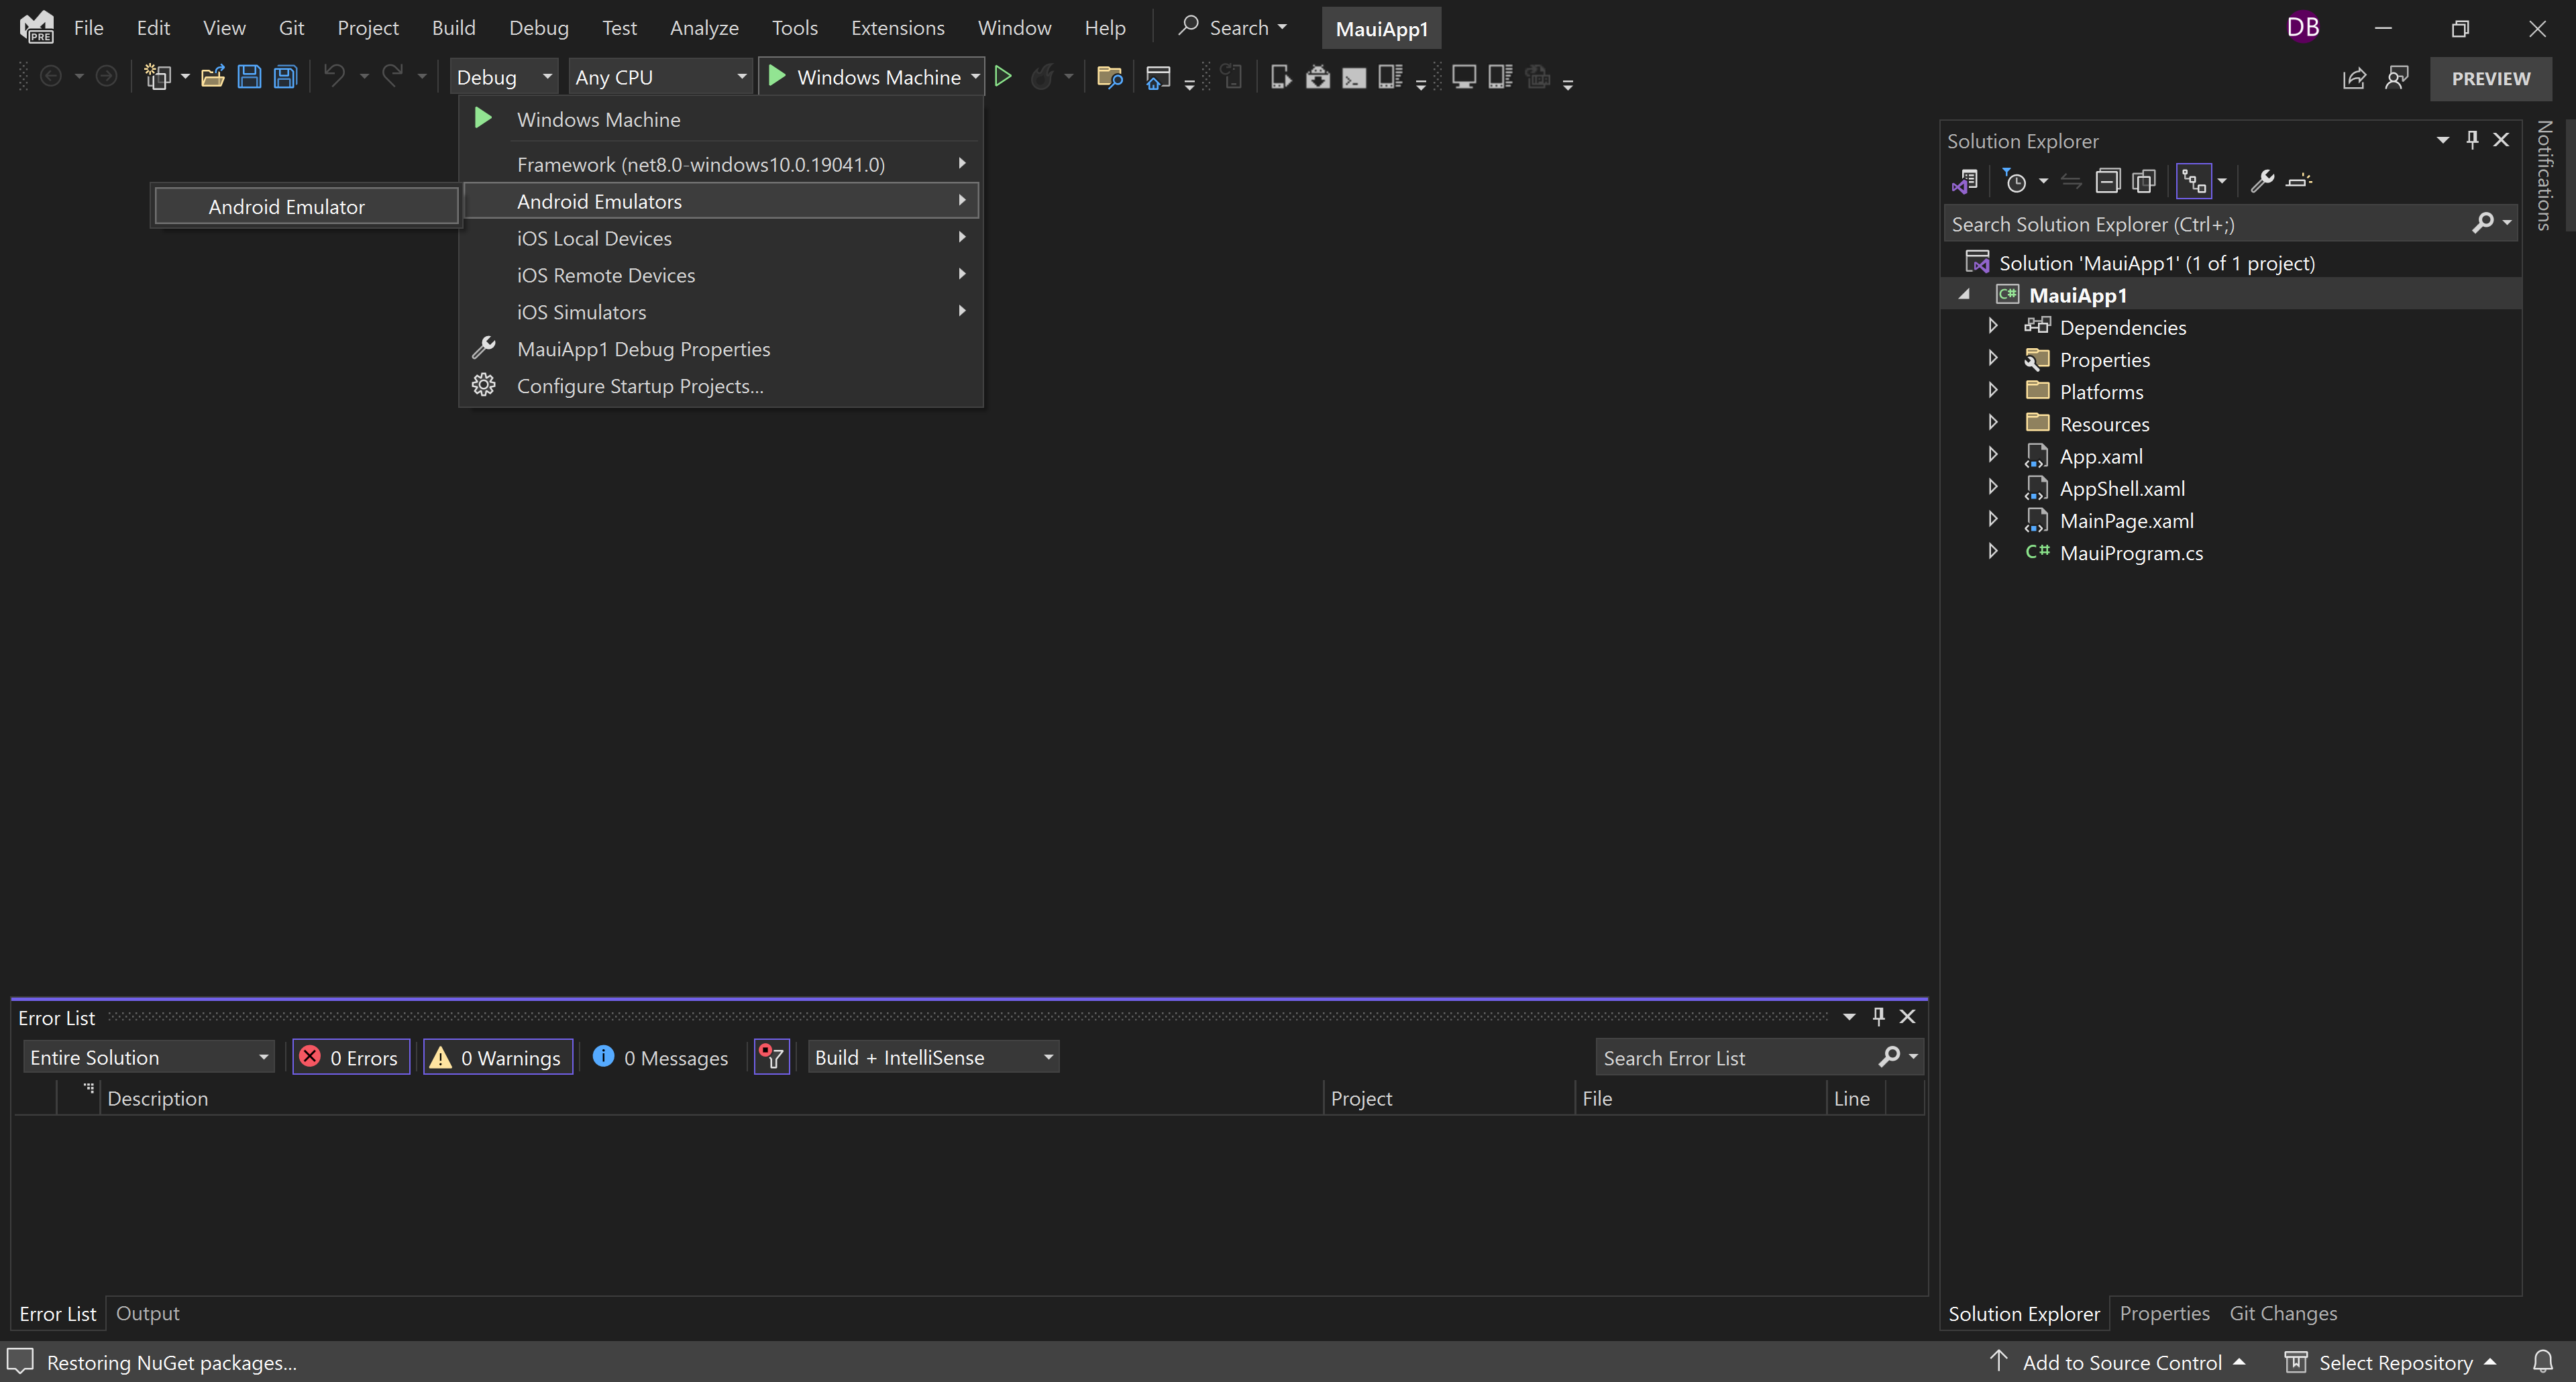 PRE File Edit View Git Project Build Debug Test Analyze Tools Extensions Window Help Search MauiApp1 DB
Debug Any CPU Windows Machine PREVIEW
Windows Machine
Framework (net8.0-windows10.0.19041.0)
Android Emulators
Android Emulator
iOS Local Devices
iOS Remote Devices
iOS Simulators
MauiApp1 Debug Properties
Configure Startup Projects...
Solution Explorer
Search Solution Explorer (Ctrl+;)
Solution 'MauiApp1' (1 of 1 project)
C# MauiApp1
Dependencies
Properties
Platforms
Resources
App.xaml
AppShell.xaml
MainPage.xaml
C# MauiProgram.cs
Notifications
Error List
Entire Solution 0 Errors 0 Warnings 0 Messages Build + IntelliSense Search Error List
Description Project File Line
Error List Output
Solution Explorer Properties Git Changes
Restoring NuGet packages... Add to Source Control Select Repository